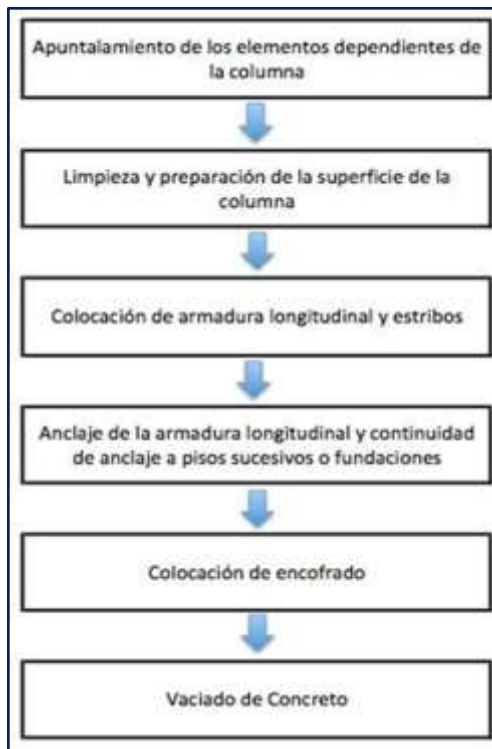 Apuntalamiento de los elementos dependientes de
la columna
Limpieza y preparación de la superficie de la
columna
Colocación de armadura longitudinal y estribos
Anclaje de la armadura longitudinal y continuidad
de anclaje a pisos sucesivos o fundaciones
Colocación de encofrado
Vaciado de Concreto